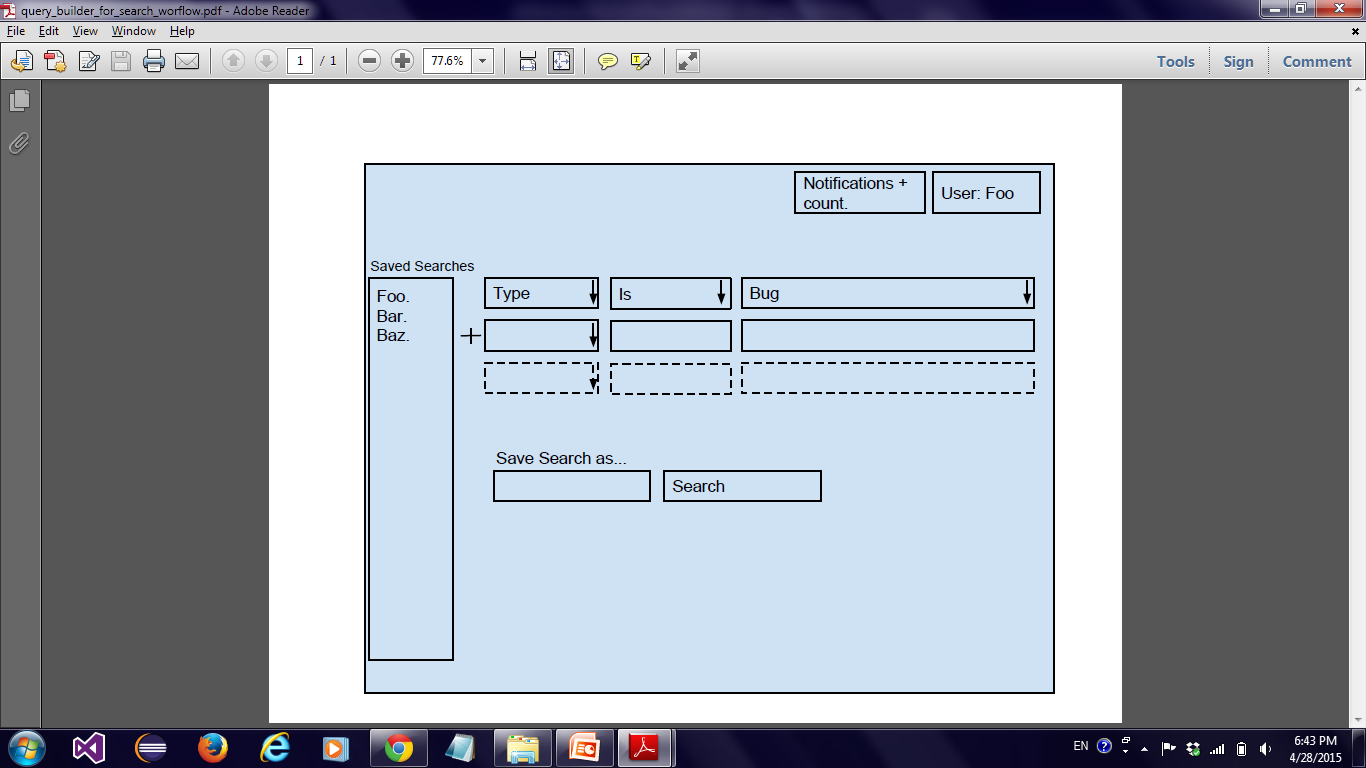 query_builder_for_search_worflow.pdf - Adobe Reader
File Edit View Window Help
1 / 1 77.6% Tools Sign Comment
Notifications + count.
User: Foo
Saved Searches
Foo.
Bar.
Baz.
Type Is Bug
Save Search as...
Search
EN 6:43 PM
4/28/2015